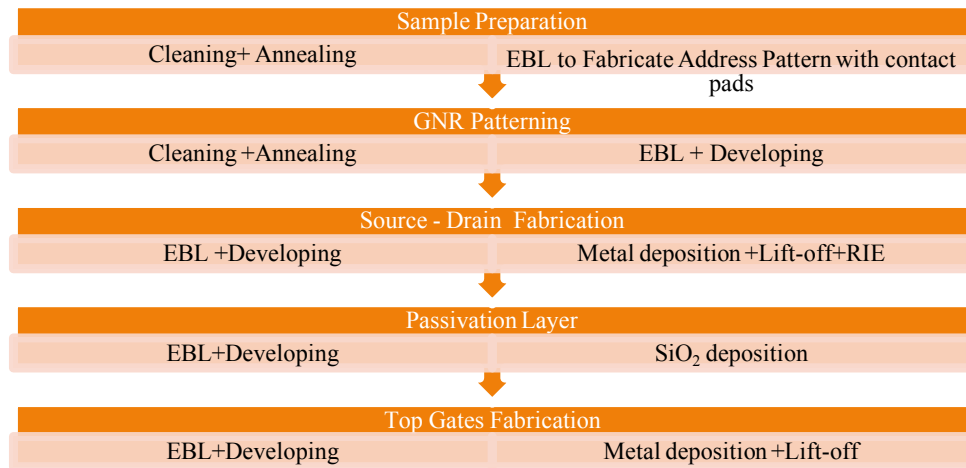 Sample Preparation
Cleaning+ Annealing
EBL to Fabricate Address Pattern with contact
pads
GNR Patterning
Cleaning +Annealing
EBL + Developing
Source - Drain Fabrication
EBL +Developing
Metal deposition +Lift-off+RIE
Passivation Layer
EBL+Developing
SiO₂ deposition
Top Gates Fabrication
EBL+Developing
Metal deposition +Lift-off